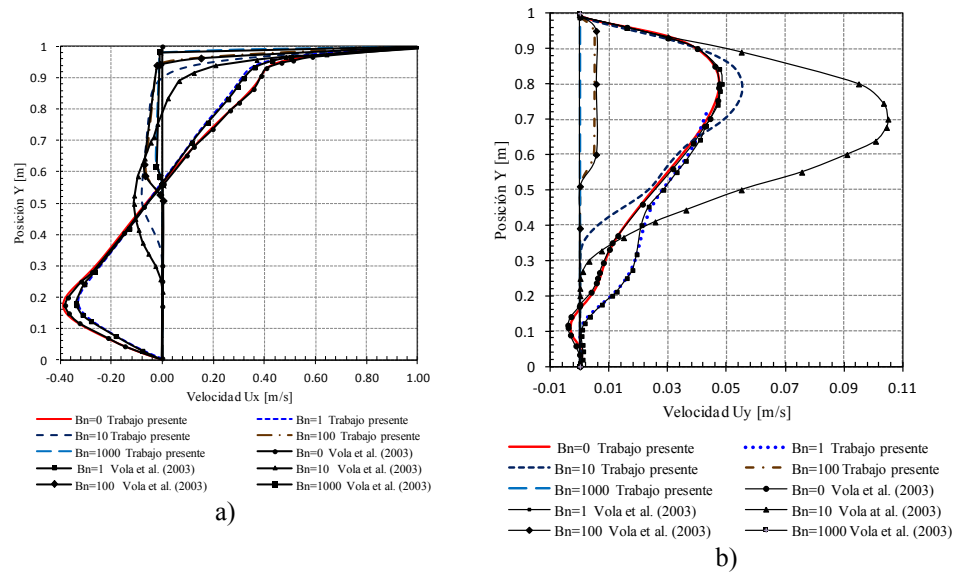 a)
Posición Y [m]
1
0.9
0.8
0.7
0.6
0.5
0.4
0.3
0.2
0.1
0
-0.40 -0.20 0.00 0.20 0.40 0.60 0.80 1.00
Velocidad Ux [m/s]
Bn=0 Trabajo presente Bn=1 Trabajo presente
Bn=10 Trabajo presente Bn=100 Trabajo presente
Bn=1000 Trabajo presente Bn=0 Vola et al. (2003)
Bn=1 Vola et al. (2003) Bn=10 Vola et al. (2003)
Bn=100 Vola et al. (2003) Bn=1000 Vola et al. (2003)
a)
b)
Posición Y [m]
1
0.9
0.8
0.7
0.6
0.5
0.4
0.3
0.2
0.1
0
-0.01 0.01 0.03 0.05 0.07 0.09 0.11
Velocidad Uy [m/s]
Bn=0 Trabajo presente Bn=1 Trabajo presente
Bn=10 Trabajo presente Bn=100 Trabajo presente
Bn=1000 Trabajo presente Bn=0 Vola et al. (2003)
Bn=1 Vola et al. (2003) Bn=10 Vola at al. (2003)
Bn=100 Vola et al. (2003) Bn=1000 Vola et al. (2003)
b)